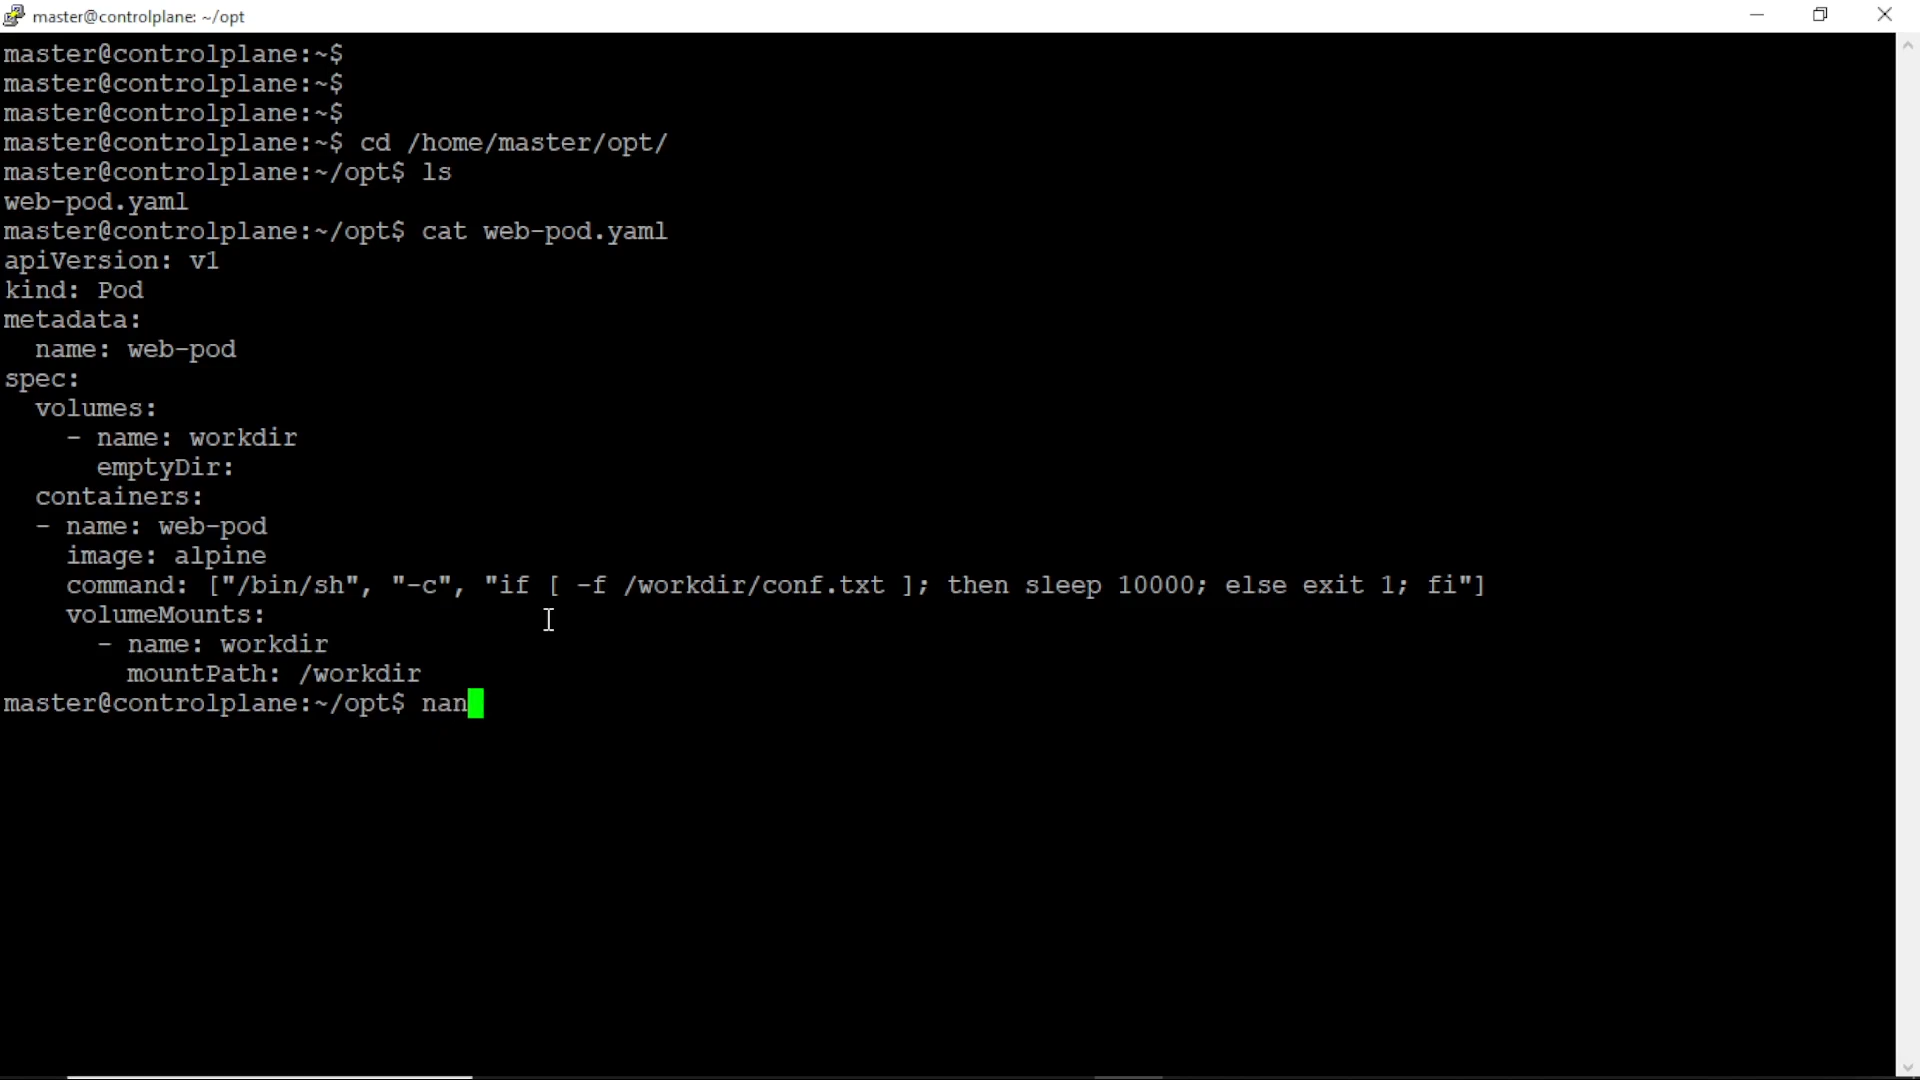 master@controlplane: ~/opt
master@controlplane:~$
master@controlplane:~$
master@controlplane:~$
master@controlplane:~$ cd /home/master/opt/
master@controlplane:~/opt$ ls
web-pod.yaml
master@controlplane:~/opt$ cat web-pod.yaml
apiVersion: v1
kind: Pod
metadata:
  name: web-pod
spec:
  volumes:
    - name: workdir
      emptyDir:
  containers:
  - name: web-pod
    image: alpine
    command: ["/bin/sh", "-c", "if [ -f /workdir/conf.txt ]; then sleep 10000; else exit 1; fi"]
    volumeMounts:
      - name: workdir
        mountPath: /workdir
master@controlplane:~/opt$ nan